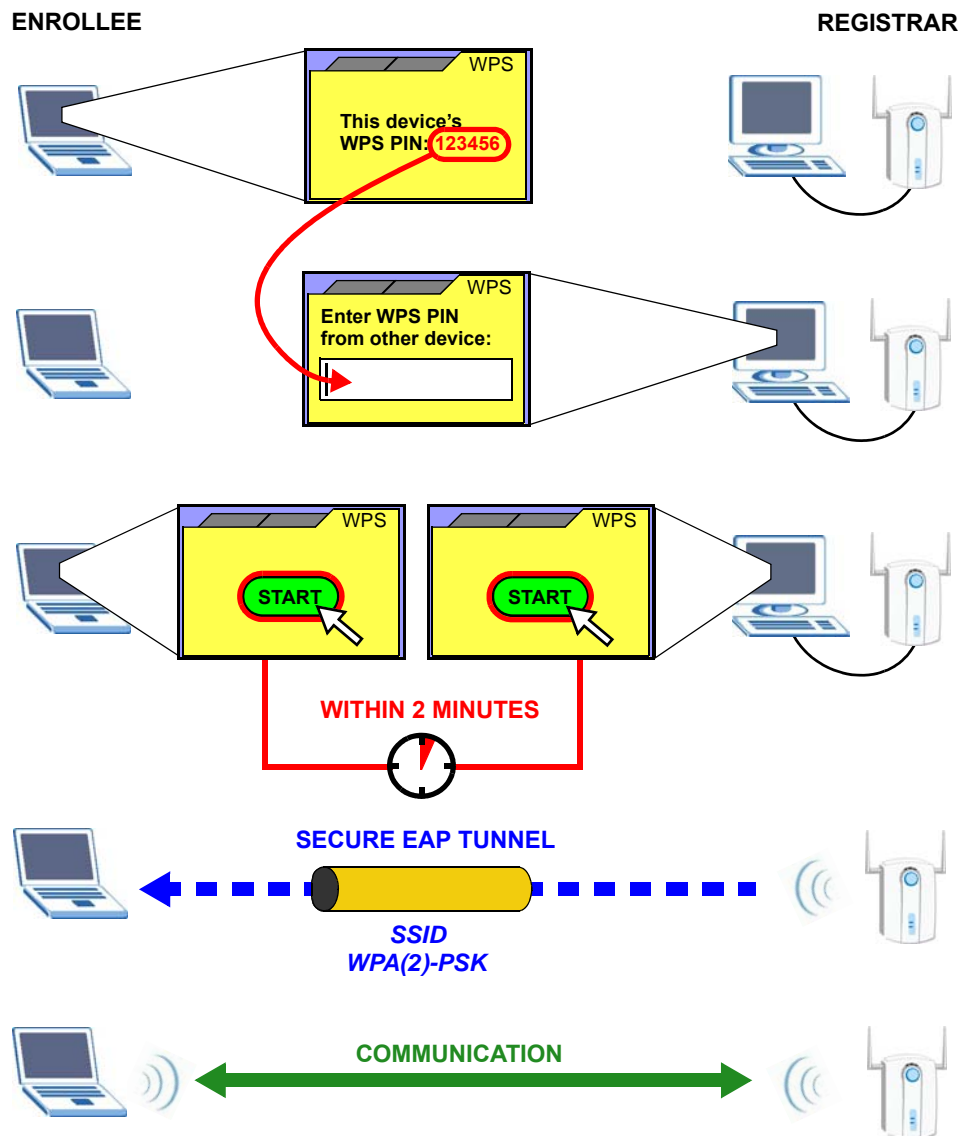 ENROLLEE
REGISTRAR
WPS
This device's
WPS PIN: 123456
WPS
Enter WPS PIN
from other device:
WPS
START
WPS
START
WITHIN 2 MINUTES
SECURE EAP TUNNEL
SSID
WPA(2)-PSK
COMMUNICATION